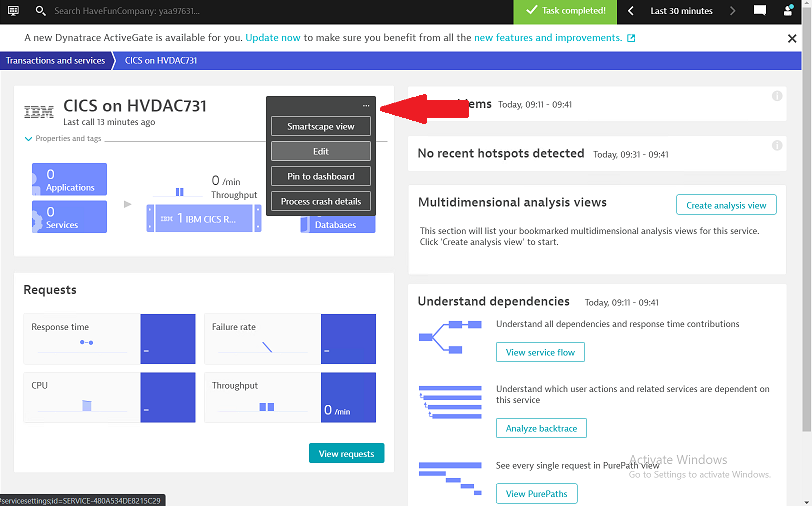 Search HaveFunCompany: yaa97631...
Task completed!
Last 30 minutes
A new Dynatrace ActiveGate is available for you. Update now to make sure you benefit from all the new features and improvements.
Transactions and services
CICS on HVDAC731
IBM
CICS on HVDAC731
Last call 13 minutes ago
Properties and tags
...
Smartscape view
Edit
Pin to dashboard
Process crash details
0
Applications
0
Services
0 /min
Throughput
IBM 1 IBM CICS R...
Databases
Today, 09:11 - 09:41
No recent hotspots detected Today, 09:31 - 09:41
Multidimensional analysis views
Create analysis view
This section will list your bookmarked multidimensional analysis views for this service.
Click 'Create analysis view' to start.
Requests
Response time
–
Failure rate
–
CPU
–
Throughput
0 /min
View requests
Understand dependencies Today, 09:11 - 09:41
Understand all dependencies and response time contributions
View service flow
Understand which user actions and related services are dependent on
this service
Analyze backtrace
See every single request in PurePath view
View PurePaths
Activate Windows
Go to Settings to activate Windows.
#servicesettings;id=SERVICE-480A534DE8215C29